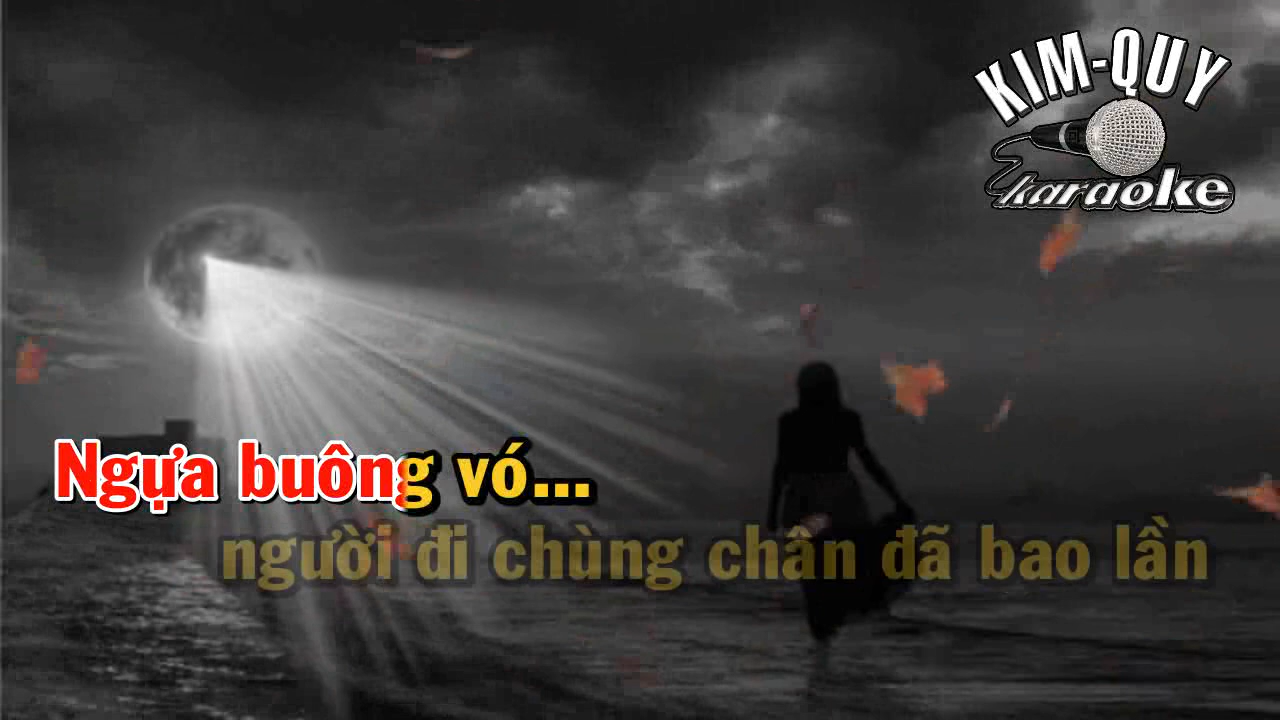 KIM-QUY
karaoke
Ngựa buông vó...
người đi chùng chân đã bao lần